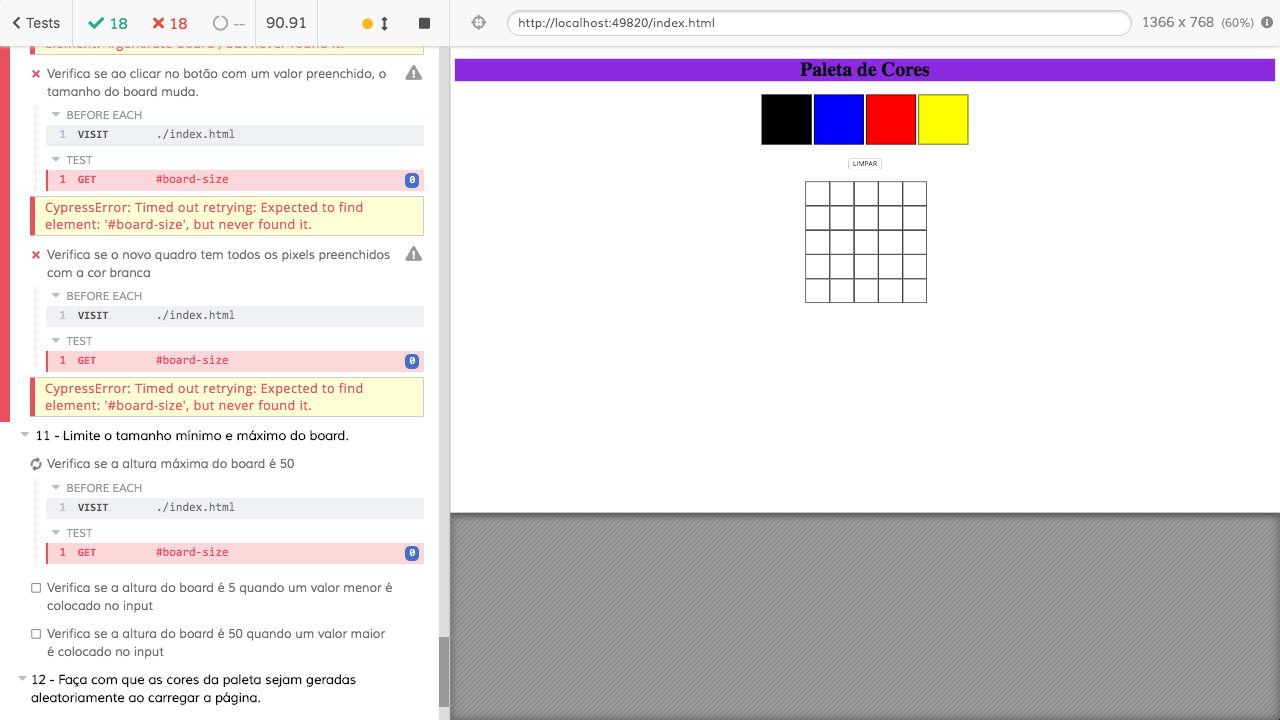 Tests
18
18
--
90.91
http://localhost:49820/index.html
1366 x 768 (60%)
element: '#generate-board', but never found it.
Verifica se ao clicar no botão com um valor preenchido, o
tamanho do board muda.
BEFORE EACH
1 VISIT ./index.html
TEST
1 GET #board-size 0
CypressError: Timed out retrying: Expected to find
element: '#board-size', but never found it.
Verifica se o novo quadro tem todos os pixels preenchidos
com a cor branca
BEFORE EACH
1 VISIT ./index.html
TEST
1 GET #board-size 0
CypressError: Timed out retrying: Expected to find
element: '#board-size', but never found it.
11 - Limite o tamanho mínimo e máximo do board.
Verifica se a altura máxima do board é 50
BEFORE EACH
1 VISIT ./index.html
TEST
1 GET #board-size 0
Verifica se a altura do board é 5 quando um valor menor é
colocado no input
Verifica se a altura do board é 50 quando um valor maior
é colocado no input
12 - Faça com que as cores da paleta sejam geradas
aleatoriamente ao carregar a página.
Paleta de Cores
LIMPAR